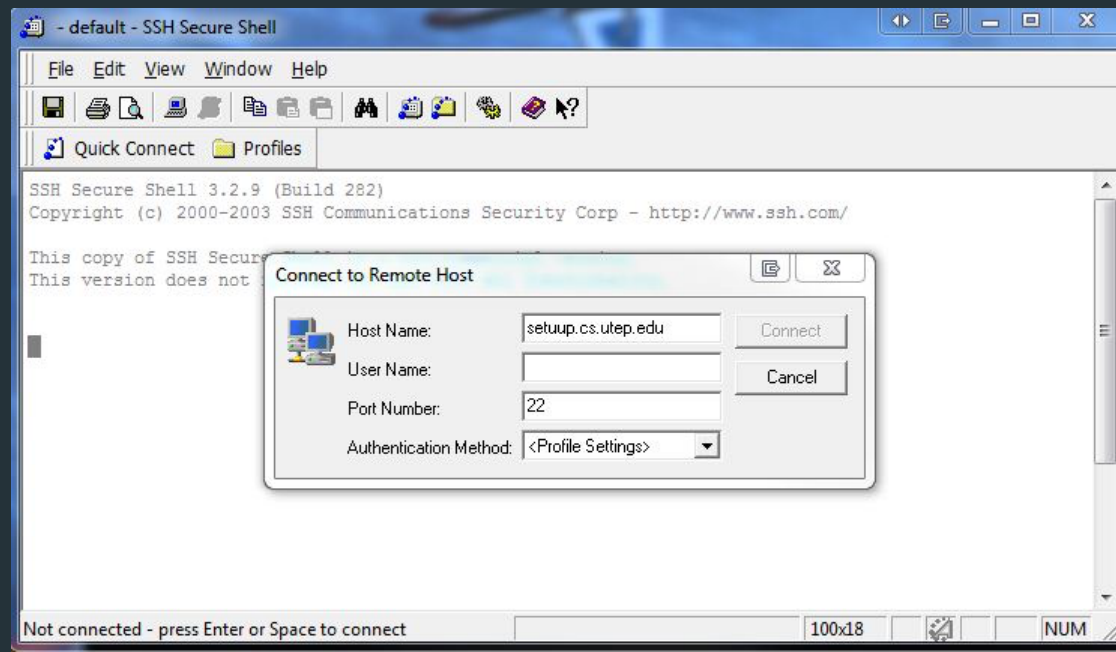 - default - SSH Secure Shell
File Edit View Window Help
Quick Connect Profiles
SSH Secure Shell 3.2.9 (Build 282)
Copyright (c) 2000-2003 SSH Communications Security Corp - http://www.ssh.com/
This copy of SSH Secure
This version does not
Connect to Remote Host
Host Name: setuup.cs.utep.edu Connect
User Name: Cancel
Port Number: 22
Authentication Method: <Profile Settings>
Not connected - press Enter or Space to connect 100x18 NUM